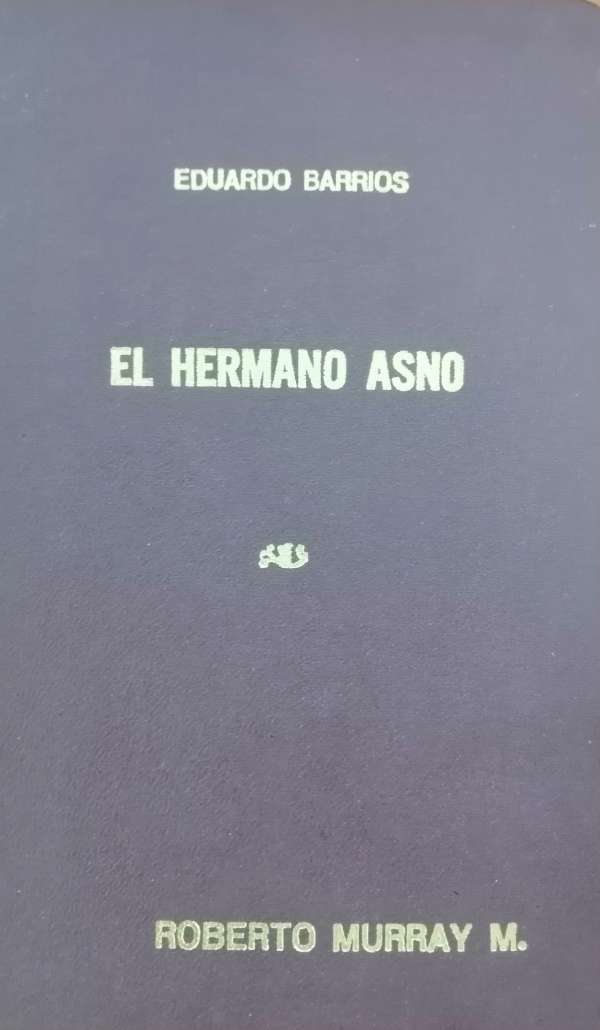 EDUARDO BARRIOS
EL HERMANO ASNO
ROBERTO MURRAY M.